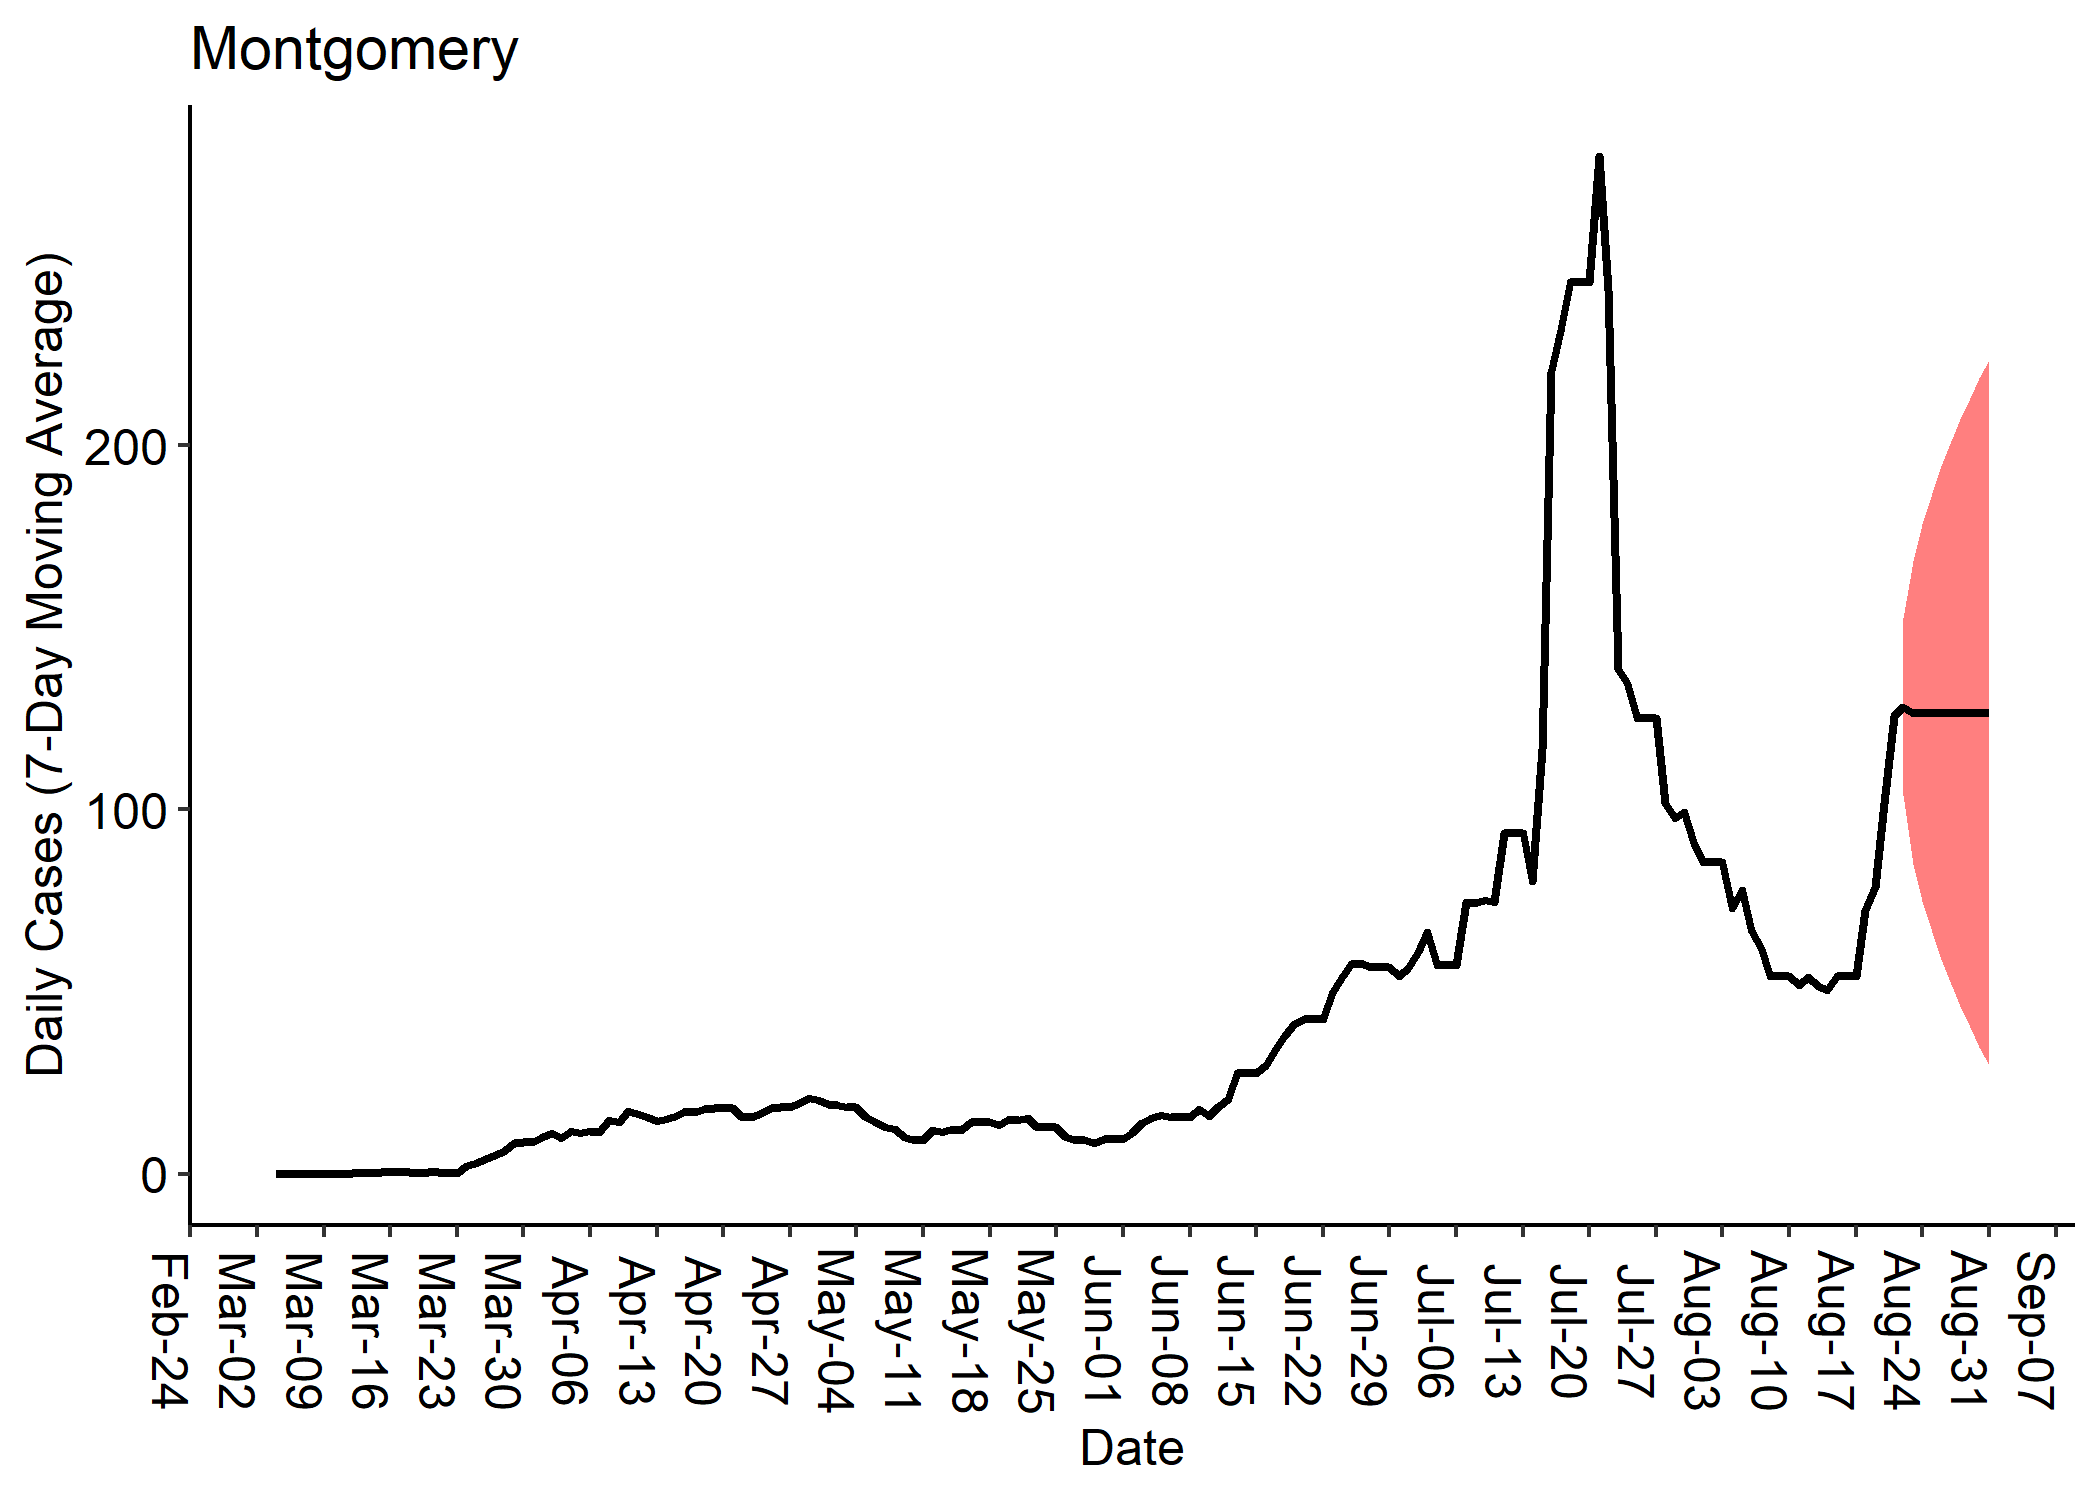 Montgomery
Daily Cases (7-Day Moving Average)
200
100
0
Feb-24
Mar-02
Mar-09
Mar-16
Mar-23
Mar-30
Apr-06
Apr-13
Apr-20
Apr-27
May-04
May-11
May-18
May-25
Jun-01
Jun-08
Jun-15
Jun-22
Jun-29
Jul-06
Jul-13
Jul-20
Jul-27
Aug-03
Aug-10
Aug-17
Aug-24
Aug-31
Sep-07
Date